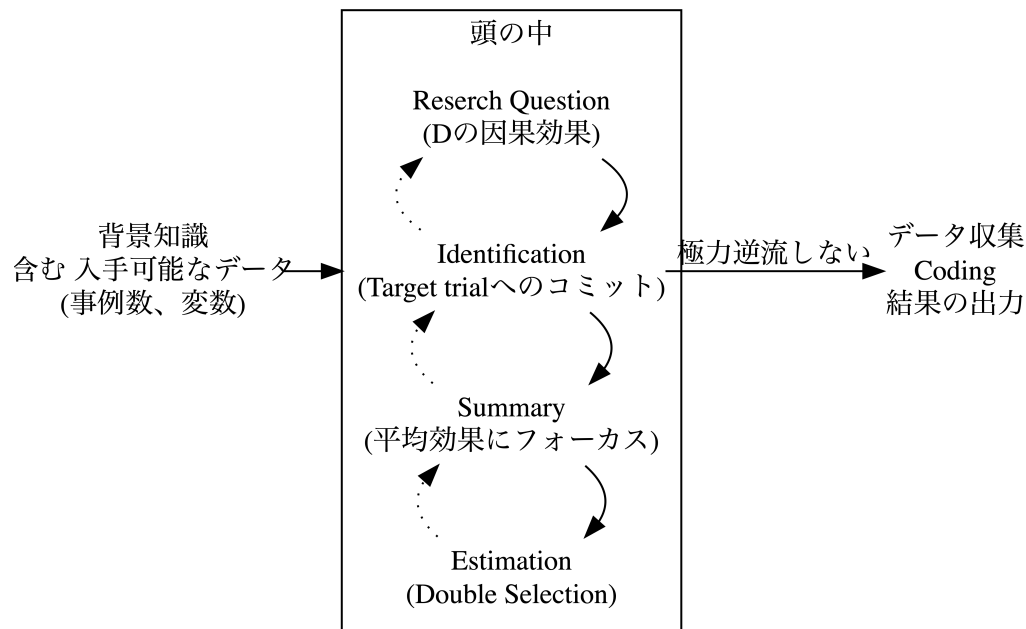 頭の中
Reserch Question
(Dの因果効果)
背景知識
含む 入手可能なデータ
(事例数、変数)
Identification
(Target trialへのコミット)
極力逆流しない
データ収集
Coding
結果の出力
Summary
(平均効果にフォーカス)
Estimation
(Double Selection)